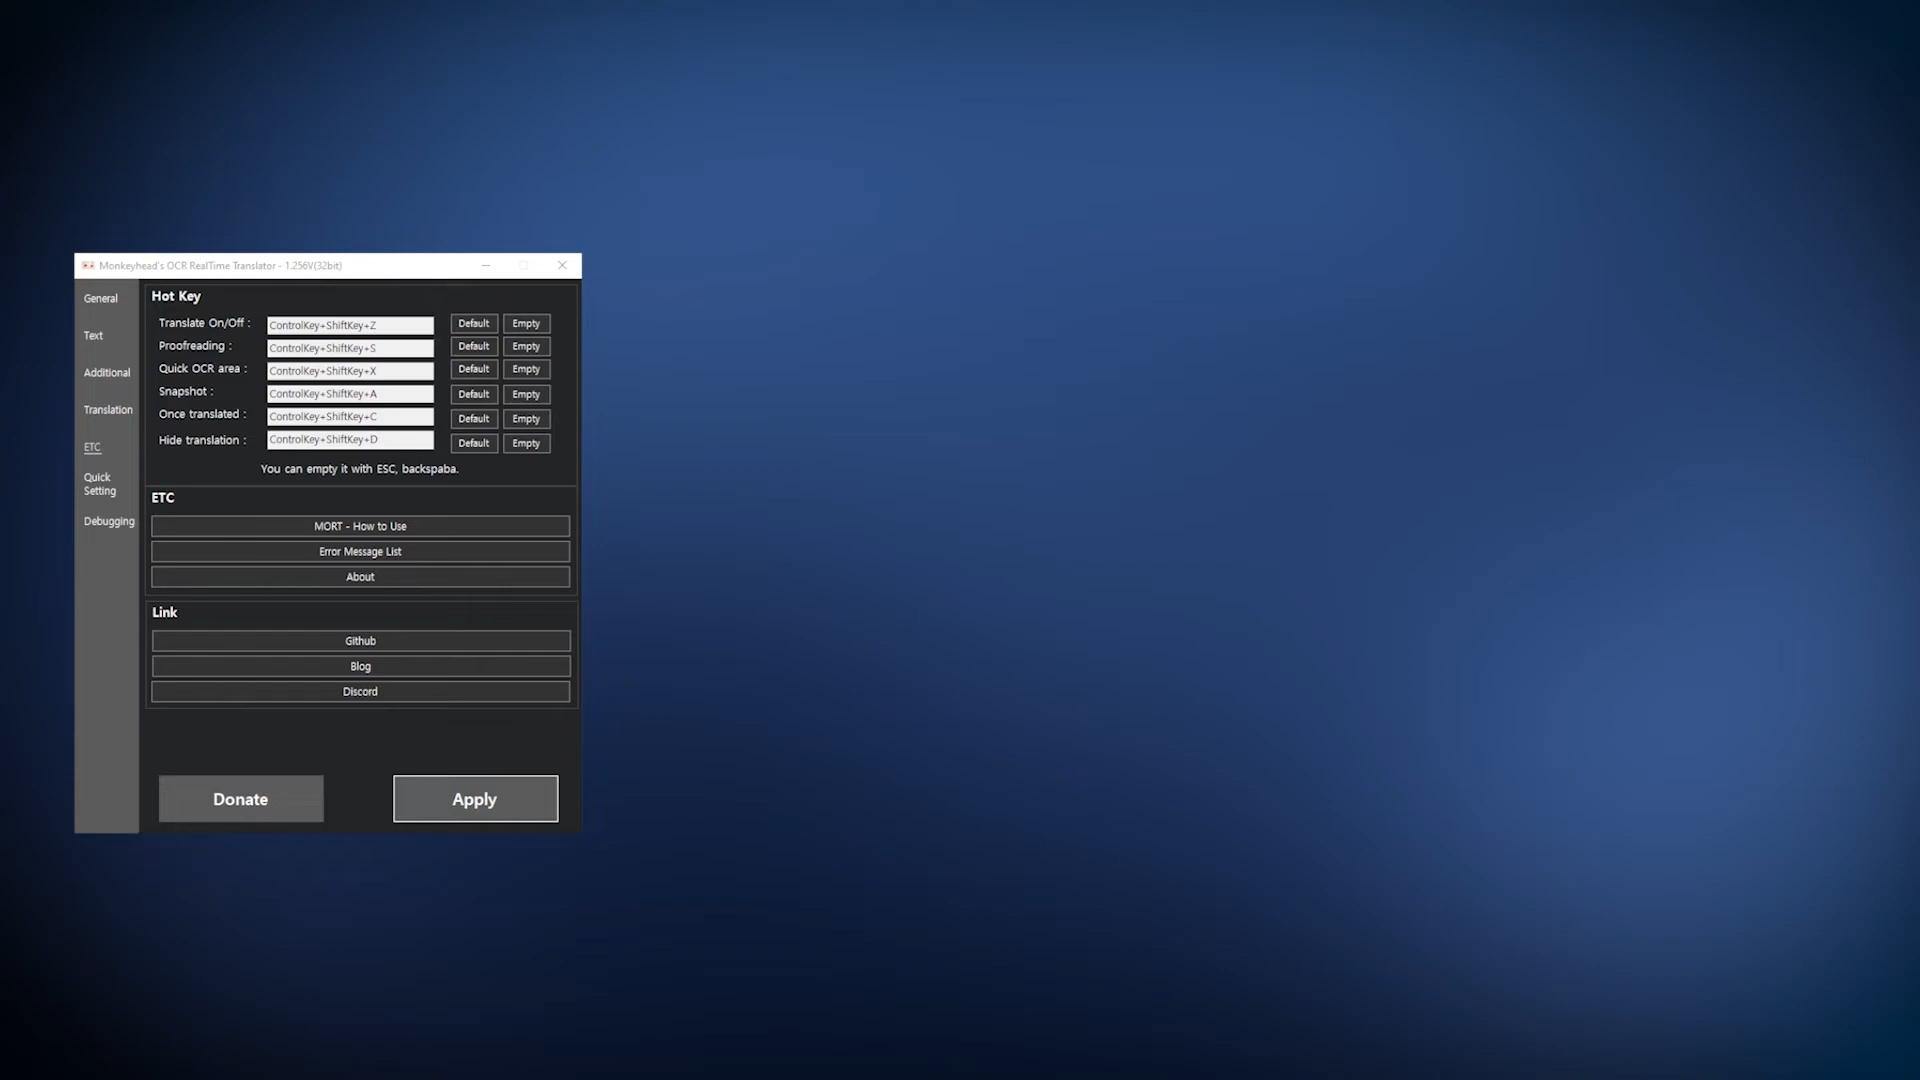 Monkeyhead's OCR RealTime Translator - 1.256V(32bit)
General
Text
Additional
Translation
ETC
Quick
Setting
Debugging
Hot Key
Translate On/Off : ControlKey+ShiftKey+Z Default Empty
Proofreading : ControlKey+ShiftKey+S Default Empty
Quick OCR area : ControlKey+ShiftKey+X Default Empty
Snapshot : ControlKey+ShiftKey+A Default Empty
Once translated : ControlKey+ShiftKey+C Default Empty
Hide translation : ControlKey+ShiftKey+D Default Empty
You can empty it with ESC, backspaba.
ETC
MORT - How to Use
Error Message List
About
Link
Github
Blog
Discord
Donate Apply